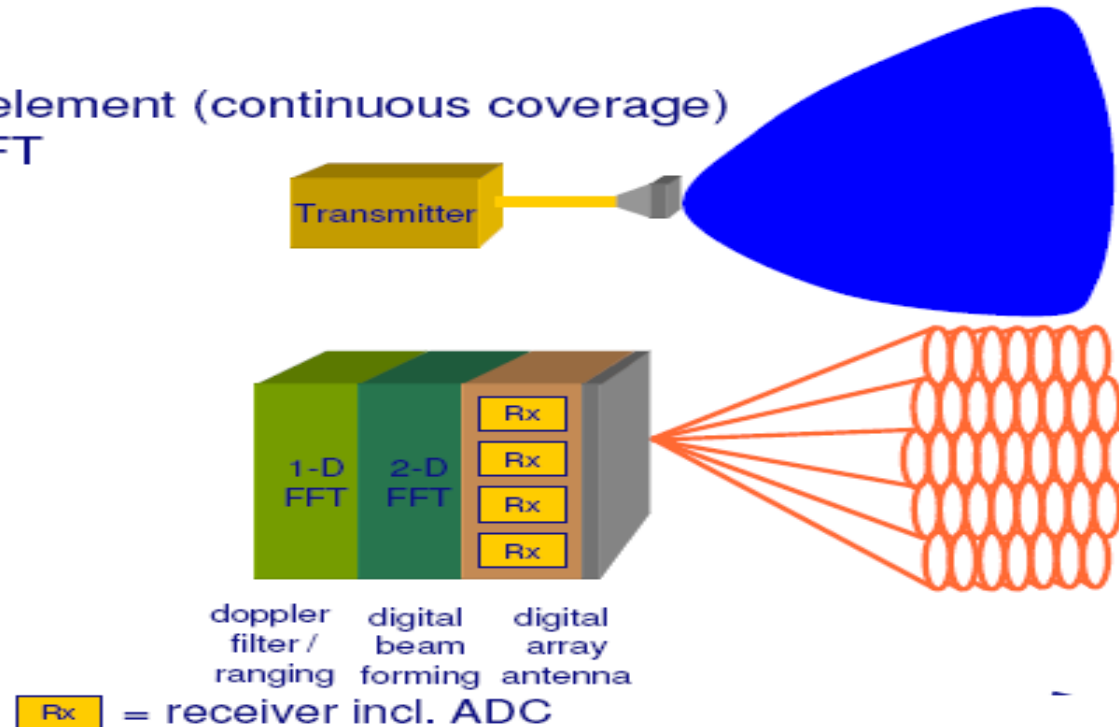 element (continuous coverage)
FT
Transmitter
Rx
Rx
Rx
Rx
1-D
FFT
2-D
FFT
doppler
filter /
ranging
digital
beam
forming
digital
array
antenna
Rx = receiver incl. ADC